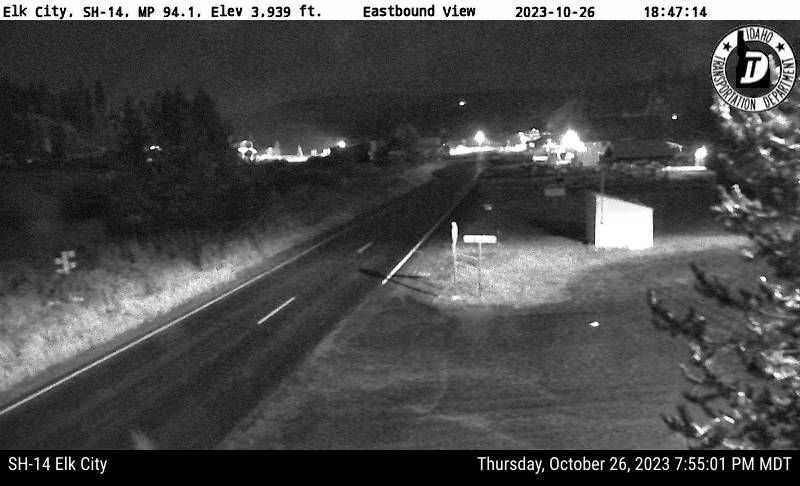 Elk City, SH-14, MP 94.1, Elev 3,939 ft. Eastbound View 2023-10-26 18:47:14
IDAHO
TRANSPORTATION DEPARTMENT
SH-14 Elk City Thursday, October 26, 2023 7:55:01 PM MDT